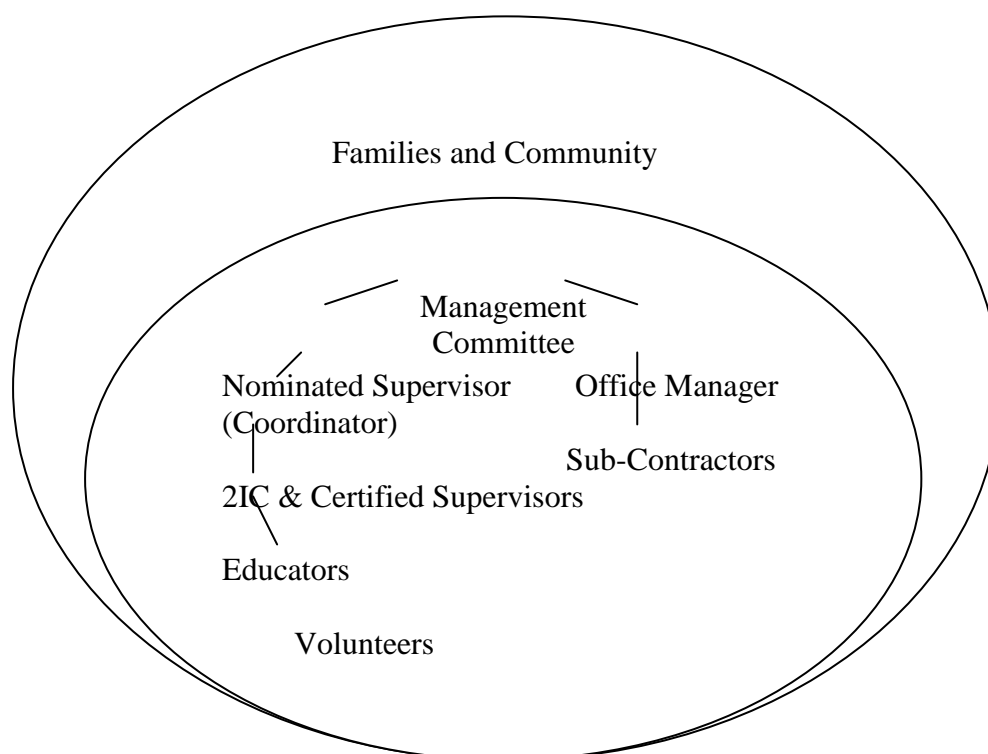 Families and Community
Management
Committee
Nominated Supervisor
(Coordinator)
Office Manager
Sub-Contractors
2IC & Certified Supervisors
Educators
Volunteers